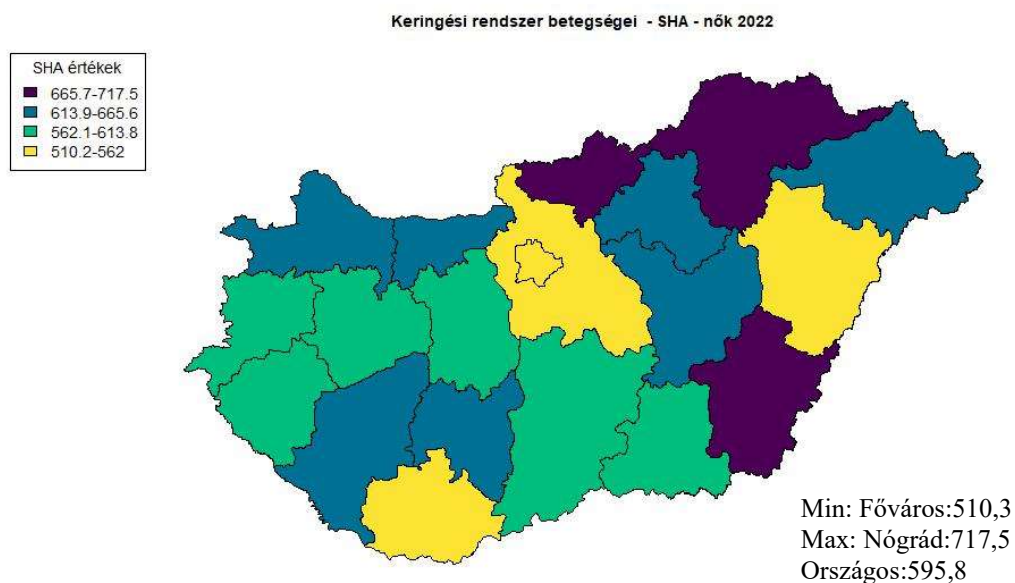 Keringési rendszer betegségei - SHA - nők 2022
SHA értékek
665.7-717.5
613.9-665.6
562.1-613.8
510.2-562
Min: Főváros:510,3
Max: Nógrád:717,5
Országos:595,8